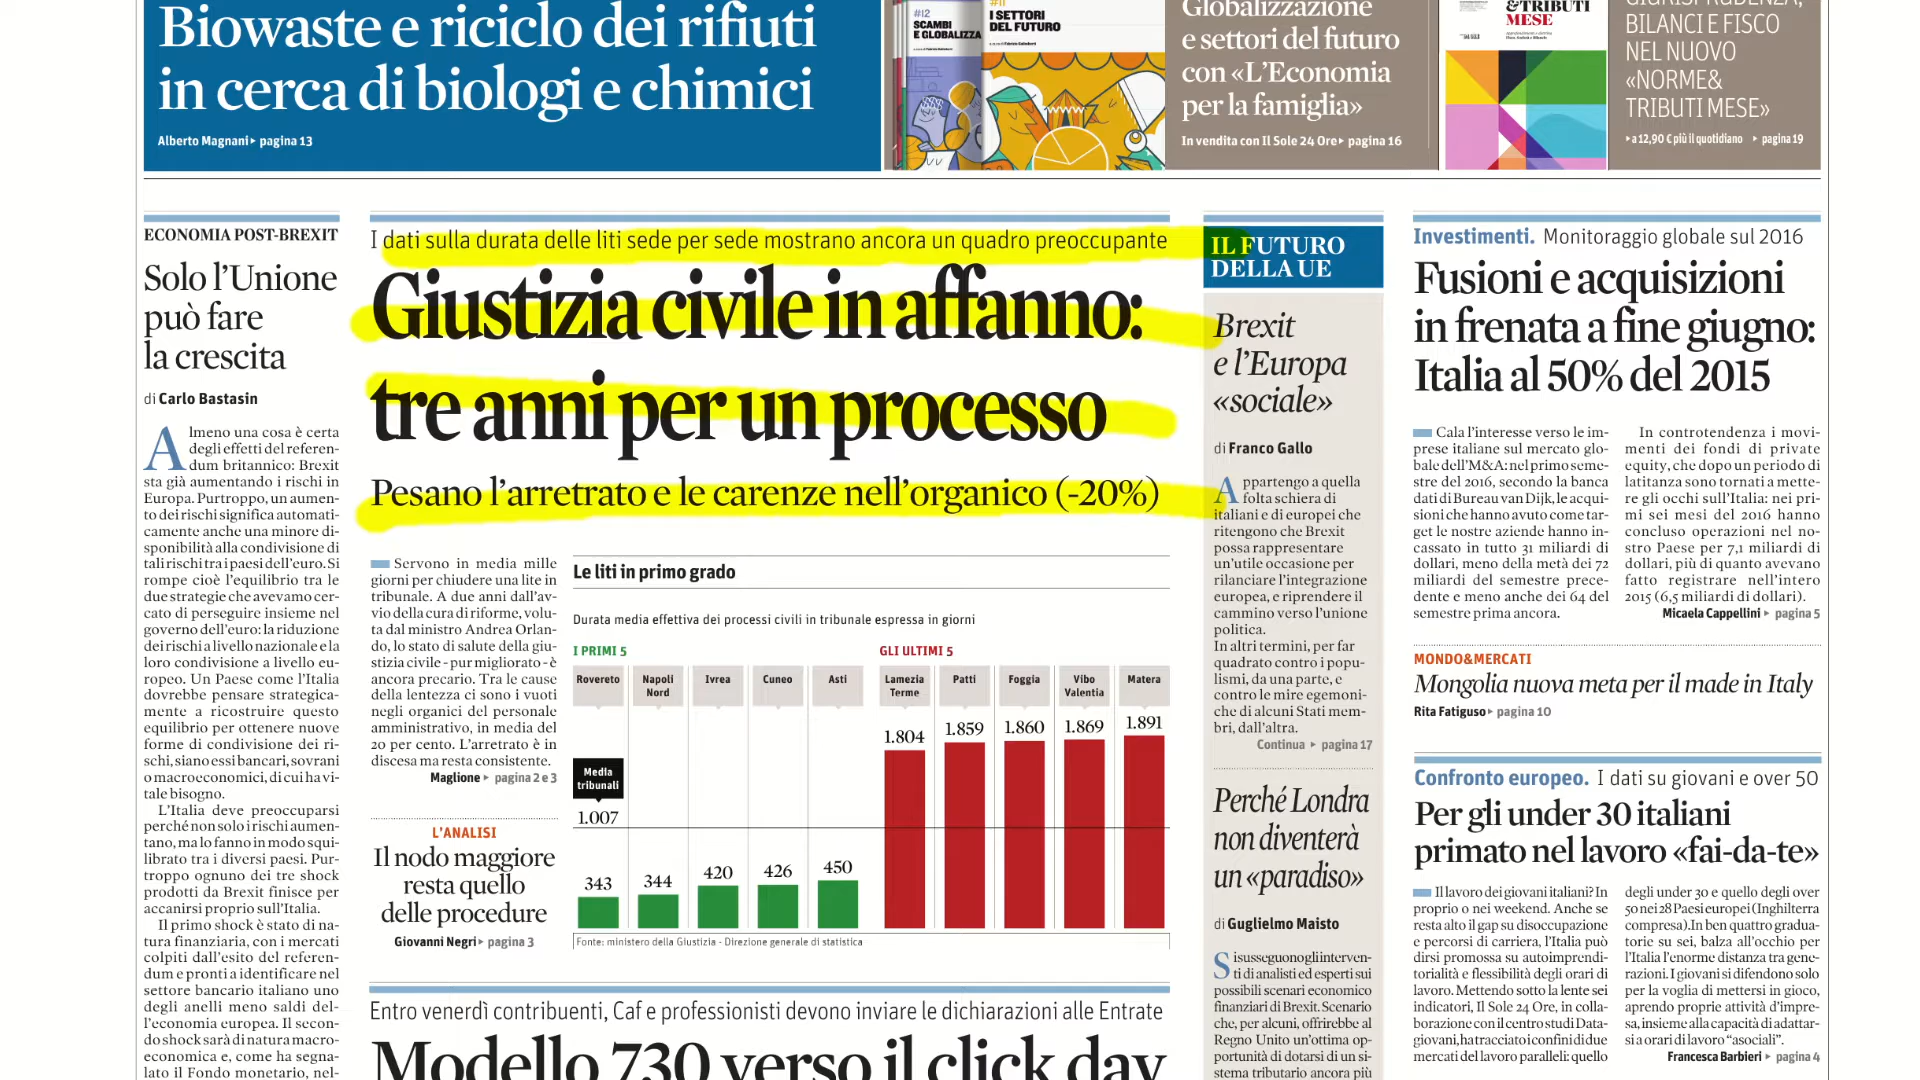 Biowaste e riciclo dei rifiuti
in cerca di biologi e chimici
Alberto Magnani▸ pagina 13
#12
SCAMBI
E GLOBALIZZA
#11
I SETTORI
DEL FUTURO
Globalizzazione
e settori del futuro
con «L'Economia
per la famiglia»
In vendita con Il Sole 24 Ore▸ pagina 16
&TRIBUTI
MESE
GIURISPRUDENZA,
BILANCI E FISCO
NEL NUOVO
«NORME&
TRIBUTI MESE»
▸a 12,90 € più il quotidiano ▸ pagina 19
ECONOMIA POST-BREXIT
Solo l'Unione
può fare
la crescita
di Carlo Bastasin
Almeno una cosa è certa
degli effetti del referen-
dum britannico: Brexit
sta già aumentando i rischi in
Europa. Purtroppo, un aumen-
to dei rischi significa automati-
camente anche una minore di-
sponibilità alla condivisione di
tali rischi tra i paesi dell'euro. Si
rompe cioè l'equilibrio tra le
due strategie che avevamo cer-
cato di perseguire insieme nel
governo dell'euro: la riduzione
dei rischi a livello nazionale e la
loro condivisione a livello eu-
ropeo. Un Paese come l'Italia
dovrebbe pensare strategica-
mente a ricostruire questo
equilibrio per ottenere nuove
forme di condivisione dei ri-
schi, siano essi bancari, sovrani
o macroeconomici, di cui ha vi-
tale bisogno.
L'Italia deve preoccuparsi
perché non solo i rischi aumen-
tano, ma lo fanno in modo squi-
librato tra i diversi paesi. Pur-
troppo ognuno dei tre shock
prodotti da Brexit finisce per
accanirsi proprio sull'Italia.
Il primo shock è stato di na-
tura finanziaria, con i mercati
colpiti dall'esito del referen-
dum e pronti a identificare nel
settore bancario italiano uno
degli anelli meno saldi del-
l'economia europea. Il secon-
do shock sarà di natura macro-
economica e, come ha segna-
lato il Fondo monetario, nel-
I dati sulla durata delle liti sede per sede mostrano ancora un quadro preoccupante
Giustizia civile in affanno:
tre anni per un processo
Pesano l'arretrato e le carenze nell'organico (-20%)
Servono in media mille
giorni per chiudere una lite in
tribunale. A due anni dall'av-
vio della cura di riforme, volu-
ta dal ministro Andrea Orlan-
do, lo stato di salute della giu-
stizia civile - pur migliorato - è
ancora precario. Tra le cause
della lentezza ci sono i vuoti
negli organici del personale
amministrativo, in media del
20 per cento. L'arretrato è in
discesa ma resta consistente.
Maglione▸ pagina 2 e 3
L'ANALISI
Il nodo maggiore
resta quello
delle procedure
Giovanni Negri▸ pagina 3
Le liti in primo grado
Durata media effettiva dei processi civili in tribunale espressa in giorni
I PRIMI 5
GLI ULTIMI 5
Rovereto Napoli Nord Ivrea Cuneo Asti Lamezia Terme Patti Foggia Vibo Valentia Matera
1.804 1.859 1.860 1.869 1.891
Media
tribunali
1.007
343 344 420 426 450
Fonte: ministero della Giustizia - Direzione generale di statistica
Entro venerdì contribuenti, Caf e professionisti devono inviare le dichiarazioni alle Entrate
Modello 730 verso il click day
IL FUTURO
DELLA UE
Brexit
e l'Europa
«sociale»
di Franco Gallo
Appartengo a quella
folta schiera di
italiani e di europei che
ritengono che Brexit
possa rappresentare
un'utile occasione per
rilanciare l'integrazione
europea, e riprendere il
cammino verso l'unione
politica.
In altri termini, per far
quadrato contro i popu-
lismi, da una parte, e
contro le mire egemoni-
che di alcuni Stati mem-
bri, dall'altra.
Continua ▸ pagina 17
Perché Londra
non diventerà
un «paradiso»
di Guglielmo Maisto
Si susseguono gli interven-
ti di analisti ed esperti sui
possibili scenari economico
finanziari di Brexit. Scenario
che, per alcuni, offrirebbe al
Regno Unito un'ottima op-
portunità di dotarsi di un si-
stema tributario ancora più
Investimenti. Monitoraggio globale sul 2016
Fusioni e acquisizioni
in frenata a fine giugno:
Italia al 50% del 2015
Cala l'interesse verso le im-
prese italiane sul mercato glo-
bale dell'M&A: nel primo seme-
stre del 2016, secondo la banca
dati di Bureau van Dijk, le acqui-
sioni che hanno avuto come tar-
get le nostre aziende hanno in-
cassato in tutto 31 miliardi di
dollari, meno della metà dei 72
miliardi del semestre prece-
dente e meno anche dei 64 del
semestre prima ancora.
In controtendenza i movi-
menti dei fondi di private
equity, che dopo un periodo di
latitanza sono tornati a mette-
re gli occhi sull'Italia: nei pri-
mi sei mesi del 2016 hanno
concluso operazioni nel no-
stro Paese per 7,1 miliardi di
dollari, più di quanto avevano
fatto registrare nell'intero
2015 (6,5 miliardi di dollari).
Micaela Cappellini▸ pagina 5
MONDO&MERCATI
Mongolia nuova meta per il made in Italy
Rita Fatiguso▸ pagina 10
Confronto europeo. I dati su giovani e over 50
Per gli under 30 italiani
primato nel lavoro «fai-da-te»
Il lavoro dei giovani italiani? In
proprio o nei weekend. Anche se
resta alto il gap su disoccupazione
e percorsi di carriera, l'Italia può
dirsi promossa su autoimprendi-
torialità e flessibilità degli orari di
lavoro. Mettendo sotto la lente sei
indicatori, Il Sole 24 Ore, in colla-
borazione con il centro studi Data-
giovani, ha tracciato i confini di due
mercati del lavoro paralleli: quello
degli under 30 e quello degli over
50 nei 28 Paesi europei (Inghilterra
compresa). In ben quattro gradua-
torie su sei, balza all'occhio per
l'Italia l'enorme distanza tra gene-
razioni. I giovani si difendono solo
per la voglia di mettersi in gioco,
aprendo proprie attività d'impre-
sa, insieme alla capacità di adattar-
si a orari di lavoro "asociali".
Francesca Barbieri▸ pagina 4